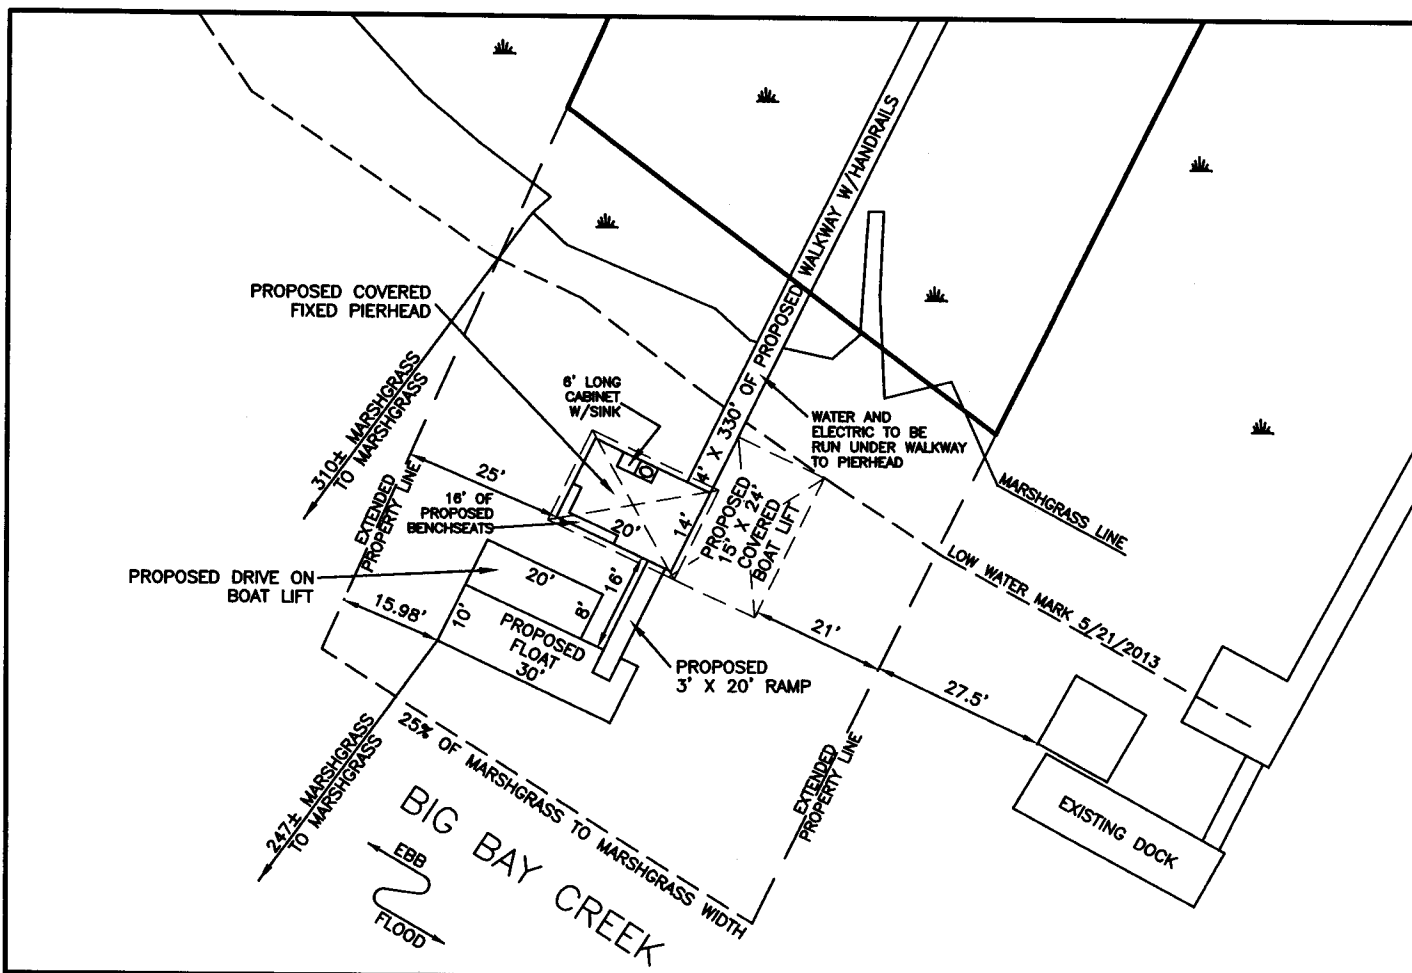 4' X 330' OF PROPOSED WALKWAY W/HANDRAILS
PROPOSED COVERED
FIXED PIERHEAD
6' LONG
CABINET
W/SINK
WATER AND
ELECTRIC TO BE
RUN UNDER WALKWAY
TO PIERHEAD
310± MARSHGRASS
TO MARSHGRASS
EXTENDED
PROPERTY LINE
25'
16' OF
PROPOSED
BENCHSEATS
20'
14'
PROPOSED
15' X 24'
COVERED
BOAT LIFT
MARSHGRASS LINE
LOW WATER MARK 5/21/2013
PROPOSED DRIVE ON
BOAT LIFT
20'
16'
8'
10'
15.98'
PROPOSED
FLOAT
30'
PROPOSED
3' X 20' RAMP
21'
27.5'
EXTENDED
PROPERTY LINE
EXISTING DOCK
247± MARSHGRASS
TO MARSHGRASS
25% OF MARSHGRASS TO MARSHGRASS WIDTH
BIG BAY CREEK
EBB
FLOOD